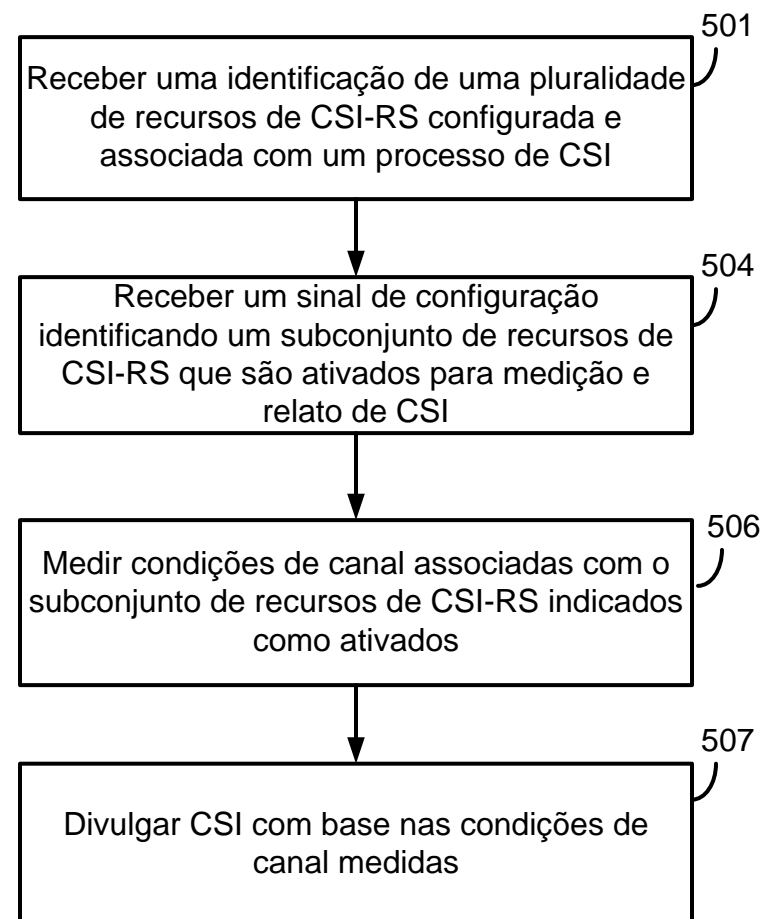 501
Receber uma identificação de uma pluralidade
de recursos de CSI-RS configurada e
associada com um processo de CSI
504
Receber um sinal de configuração
identificando um subconjunto de recursos de
CSI-RS que são ativados para medição e
relato de CSI
506
Medir condições de canal associadas com o
subconjunto de recursos de CSI-RS indicados
como ativados
507
Divulgar CSI com base nas condições de
canal medidas